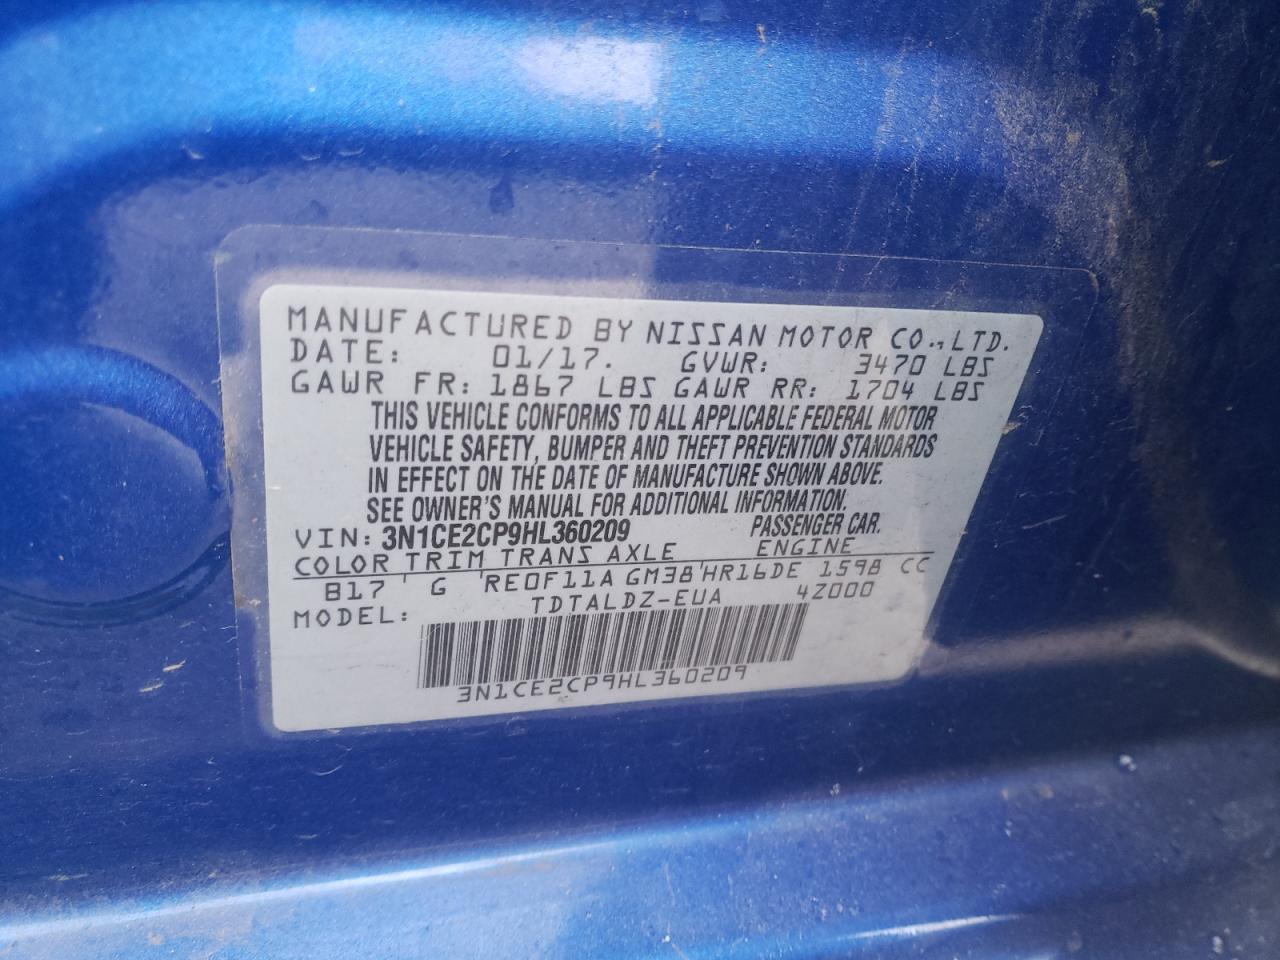 MANUFACTURED BY NISSAN MOTOR CO.,LTD.
DATE: 01/17. GVWR: 3470 LBS
GAWR FR: 1867 LBS GAWR RR: 1704 LBS
THIS VEHICLE CONFORMS TO ALL APPLICABLE FEDERAL MOTOR
VEHICLE SAFETY, BUMPER AND THEFT PREVENTION STANDARDS
IN EFFECT ON THE DATE OF MANUFACTURE SHOWN ABOVE.
SEE OWNER'S MANUAL FOR ADDITIONAL INFORMATION.
VIN: 3N1CE2CP9HL360209 PASSENGER CAR.
COLOR TRIM TRANS AXLE ENGINE
B17 G RE0F11A GM38 HR16DE 1598 CC
MODEL: TDTALDZ-EUA 4Z000
3N1CE2CP9HL360209